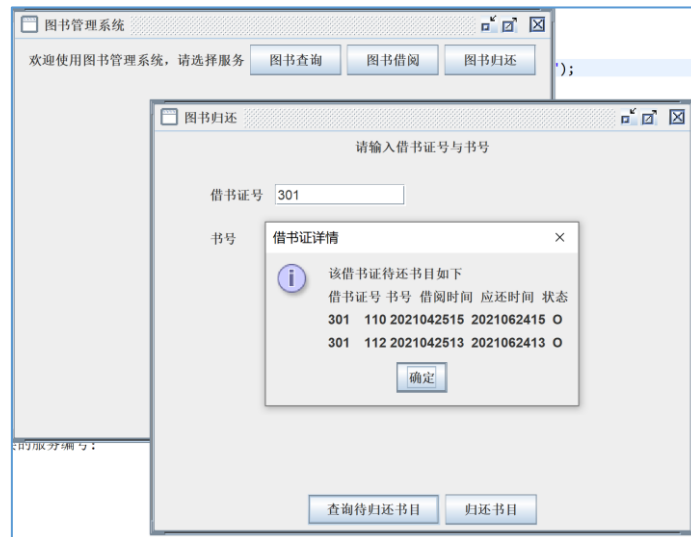 图书管理系统
欢迎使用图书管理系统，请选择服务 图书查询 图书借阅 图书归还
");
图书归还
请输入借书证号与书号
借书证号 301
书号
借书证详情
该借书证待还书目如下
借书证号 书号 借阅时间 应还时间 状态
301 110 2021042515 2021062415 O
301 112 2021042513 2021062413 O
确定
的服务编号:
查询待归还书目 归还书目